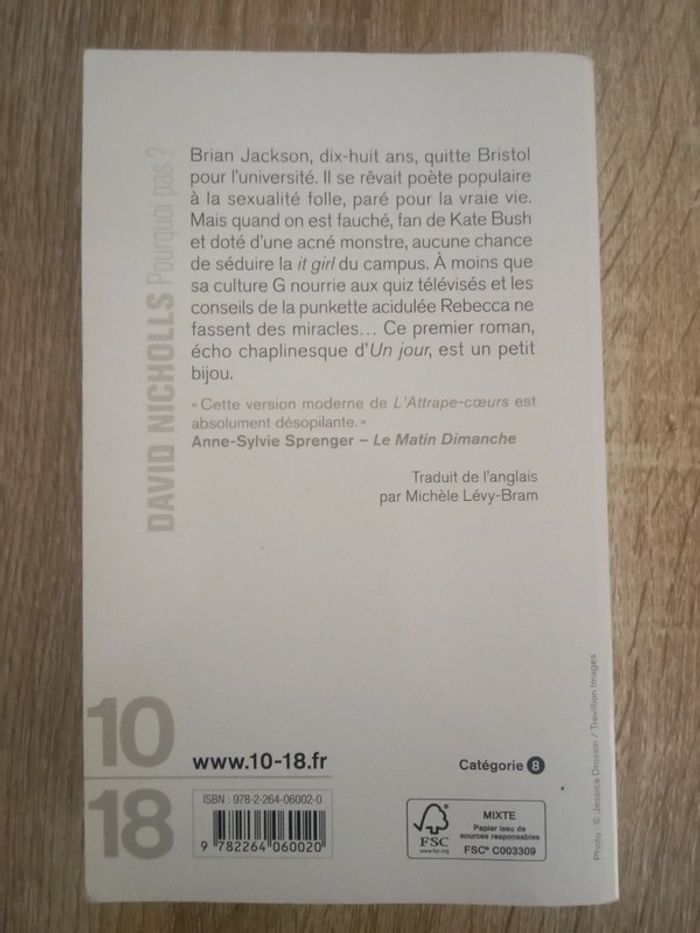 DAVID NICHOLLS Pourquoi pas ?
Brian Jackson, dix-huit ans, quitte Bristol
pour l'université. Il se rêvait poète populaire
à la sexualité folle, paré pour la vraie vie.
Mais quand on est fauché, fan de Kate Bush
et doté d'une acné monstre, aucune chance
de séduire la it girl du campus. À moins que
sa culture G nourrie aux quiz télévisés et les
conseils de la punkette acidulée Rebecca ne
fassent des miracles… Ce premier roman,
écho chaplinesque d'Un jour, est un petit
bijou.
« Cette version moderne de L'Attrape-cœurs est
absolument désopilante. »
Anne-Sylvie Sprenger – Le Matin Dimanche
Traduit de l'anglais
par Michèle Lévy-Bram
10
18
www.10-18.fr
Catégorie 8
ISBN : 978-2-264-06002-0
9 782264 060020
FSC
www.fsc.org
MIXTE
Papier issu de
sources responsables
FSC® C003309
Photo : © Jessica Drossin / Trevillion Images